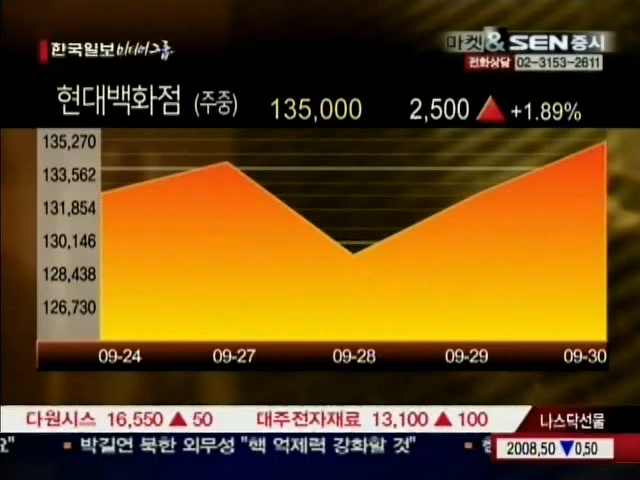 한국일보 미디어그룹
마켓&SEN증시
전화상담 02-3153-2611
현대백화점 (주중) 135,000 2,500 ▲ +1.89%
135,270
133,562
131,854
130,146
128,438
126,730
09-24 09-27 09-28 09-29 09-30
다원시스 16,550 ▲ 50 대주전자재료 13,100 ▲ 100 나스닥선물
박길언 북한 외무성 "핵 억제력 강화할 것"
2008,50 ▼0,50